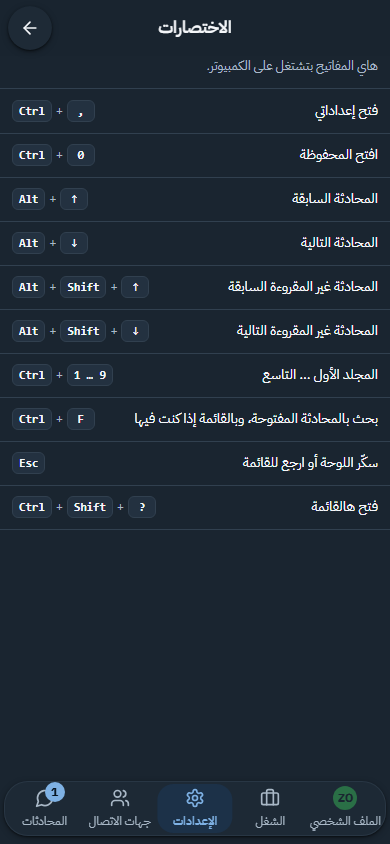 الاختصارات
هاي المفاتيح بتشتغل على الكمبيوتر.
فتح إعداداتي Ctrl + ,
افتح المحفوظة Ctrl + 0
المحادثة السابقة Alt + ↑
المحادثة التالية Alt + ↓
المحادثة غير المقروءة السابقة Alt + Shift + ↑
المحادثة غير المقروءة التالية Alt + Shift + ↓
المجلد الأول ... التاسع Ctrl + 1 … 9
بحث بالمحادثة المفتوحة، وبالقائمة إذا كنت فيها Ctrl + F
سكّر اللوحة أو ارجع للقائمة Esc
فتح هالقائمة Ctrl + Shift + ?
ZO 1
الملف الشخصي الشغل الإعدادات جهات الاتصال المحادثات